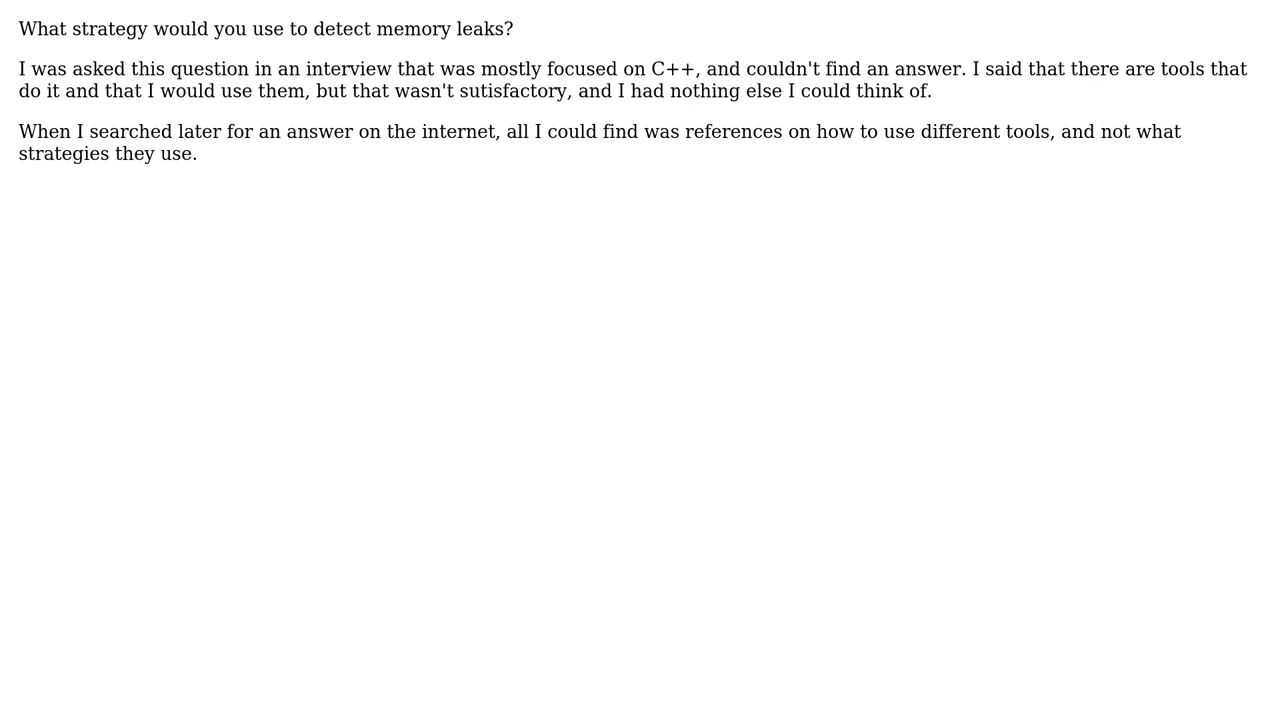 What strategy would you use to detect memory leaks?
I was asked this question in an interview that was mostly focused on C++, and couldn't find an answer. I said that there are tools that
do it and that I would use them, but that wasn't sutisfactory, and I had nothing else I could think of.
When I searched later for an answer on the internet, all I could find was references on how to use different tools, and not what
strategies they use.